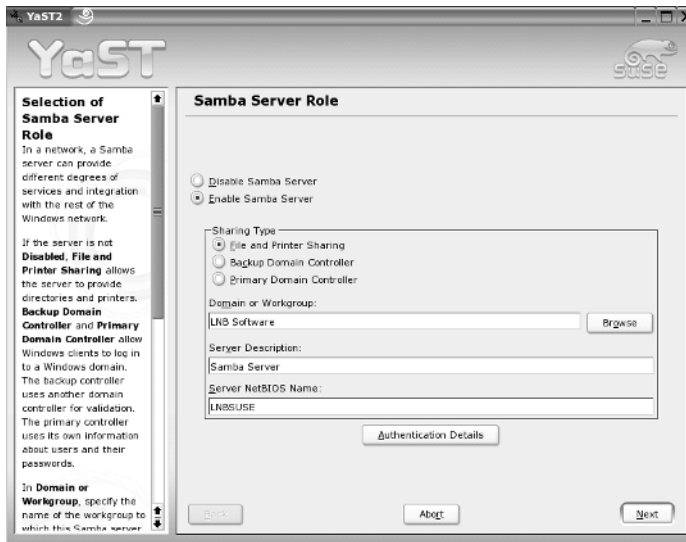 YaST2
YaST
suse
Selection of
Samba Server
Role
In a network, a Samba
server can provide
different degrees of
services and integration
with the rest of the
Windows network.
If the server is not
Disabled, File and
Printer Sharing allows
the server to provide
directories and printers.
Backup Domain
Controller and Primary
Domain Controller allow
Windows clients to log in
to a Windows domain.
The backup controller
uses another domain
controller for validation.
The primary controller
uses its own information
about users and their
passwords.
In Domain or
Workgroup, specify the
name of the workgroup to
which this Samba server
Samba Server Role
Disable Samba Server
Enable Samba Server
Sharing Type
File and Printer Sharing
Backup Domain Controller
Primary Domain Controller
Domain or Workgroup:
LNB Software
Browse
Server Description:
Samba Server
Server NetBIOS Name:
LNBSUSE
Authentication Details
Back
Abort
Next